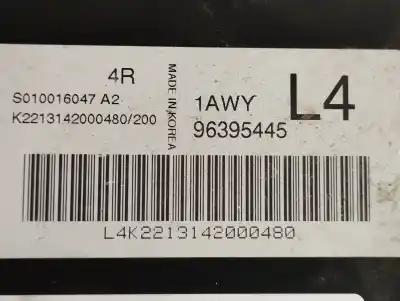 4R
S010016047 A2
K2213142000480/200
MADE IN KOREA
1AWY
L4
96395445
L4K2213142000480